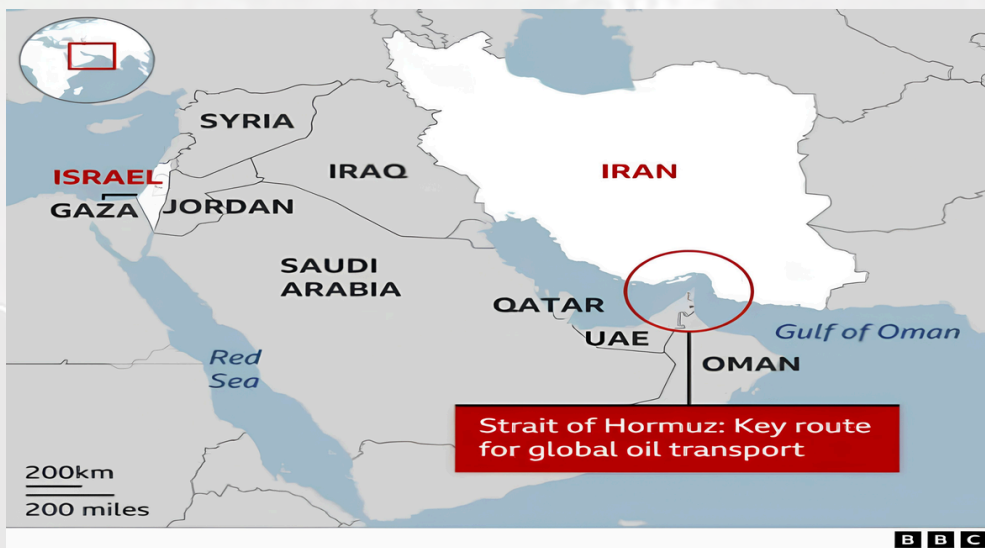 SYRIA
ISRAEL
IRAQ
IRAN
GAZA
JORDAN
SAUDI
ARABIA
QATAR
UAE
Gulf of Oman
Red
Sea
OMAN
Strait of Hormuz: Key route
for global oil transport
200km
200 miles
BBC